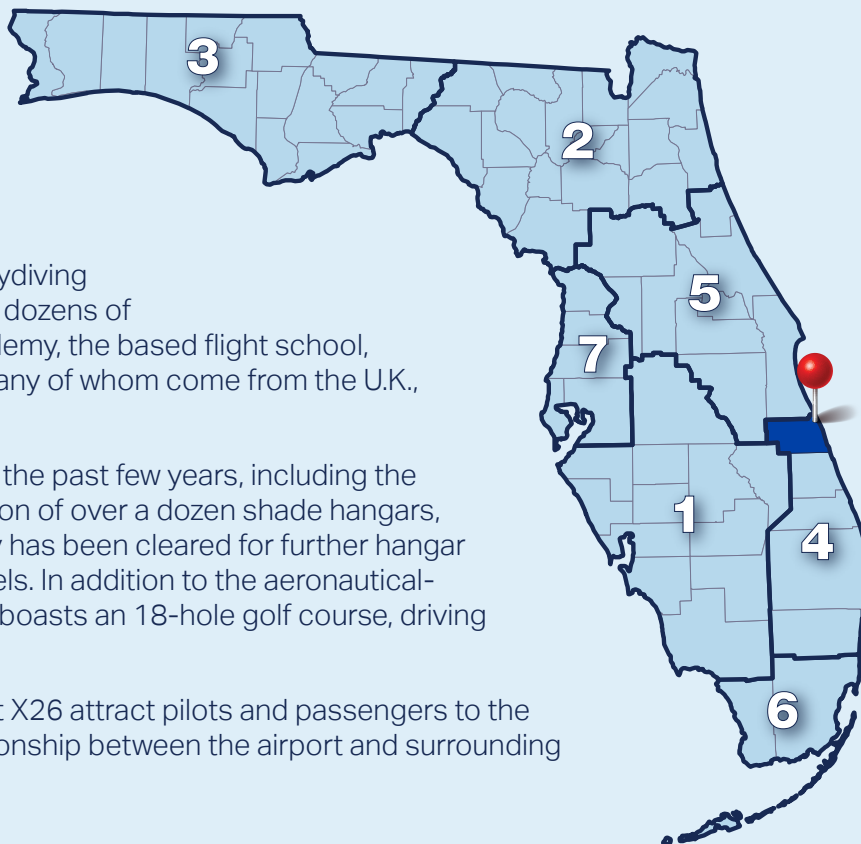 3
2
ydiving
dozens of
5
lemy, the based flight school,
7
any of whom come from the U.K.,
the past few years, including the
on of over a dozen shade hangars,
1
has been cleared for further hangar
4
els. In addition to the aeronautical-
boasts an 18-hole golf course, driving
t X26 attract pilots and passengers to the
6
onship between the airport and surrounding